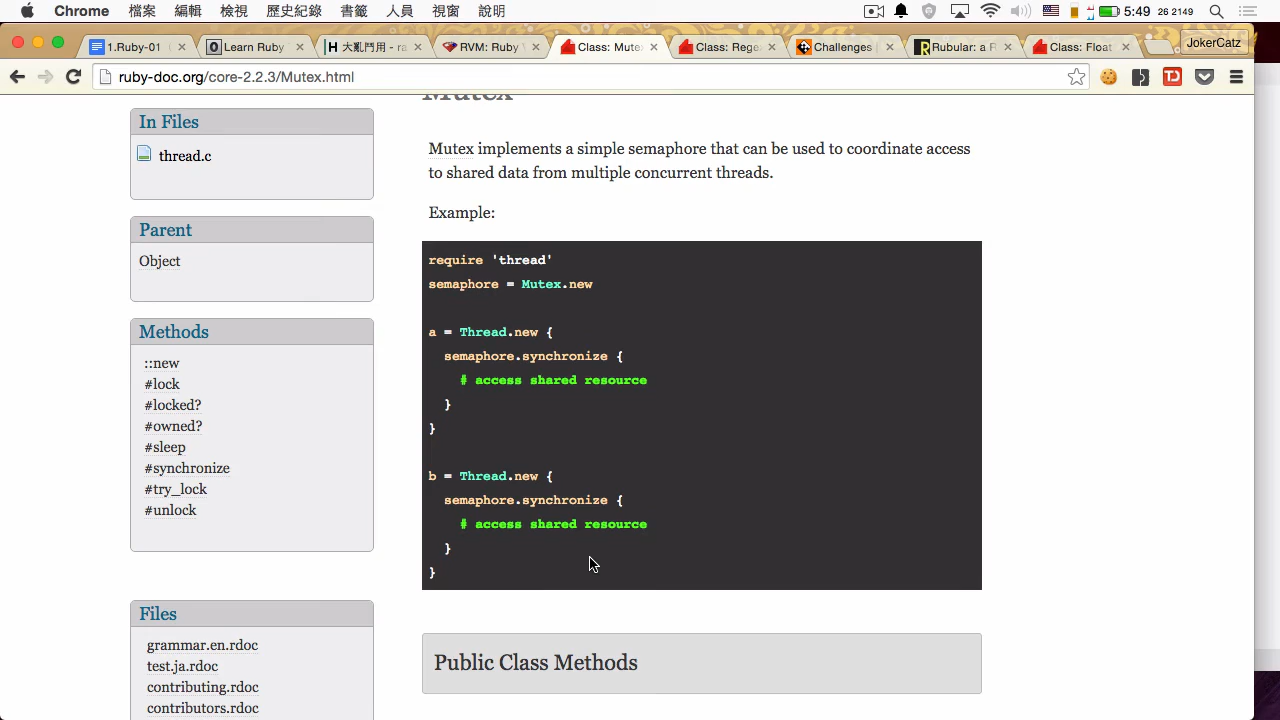 Chrome 檔案 編輯 檢視 歷史紀錄 書籤 人員 視窗 說明 5:49 26 2149
1.Ruby-01 Learn Ruby 大亂鬥用 - ra RVM: Ruby Class: Mute Class: Rege Challenges Rubular: a R Class: Float JokerCatz
ruby-doc.org/core-2.2.3/Mutex.html
Mutex
In Files
thread.c
Parent
Object
Methods
::new
#lock
#locked?
#owned?
#sleep
#synchronize
#try_lock
#unlock
Files
grammar.en.rdoc
test.ja.rdoc
contributing.rdoc
contributors.rdoc
Mutex implements a simple semaphore that can be used to coordinate access
to shared data from multiple concurrent threads.
Example:
require 'thread'
semaphore = Mutex.new
a = Thread.new {
semaphore.synchronize {
# access shared resource
}
}
b = Thread.new {
semaphore.synchronize {
# access shared resource
}
}
Public Class Methods